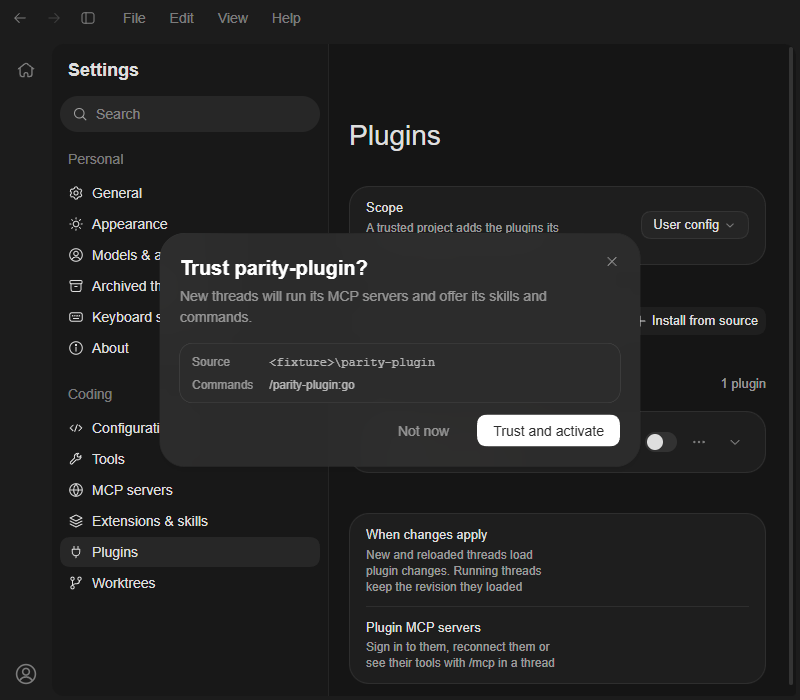 File Edit View Help
Settings
Search
Personal
General
Appearance
Models & a
Archived th
Keyboard s
About
Coding
Configurati
Tools
MCP servers
Extensions & skills
Plugins
Worktrees
Plugins
Scope
A trusted project adds the plugins its
User config
Trust parity-plugin?
New threads will run its MCP servers and offer its skills and
commands.
Source <fixture>\parity-plugin
Commands /parity-plugin:go
Not now Trust and activate
Install from source
1 plugin
When changes apply
New and reloaded threads load
plugin changes. Running threads
keep the revision they loaded
Plugin MCP servers
Sign in to them, reconnect them or
see their tools with /mcp in a thread